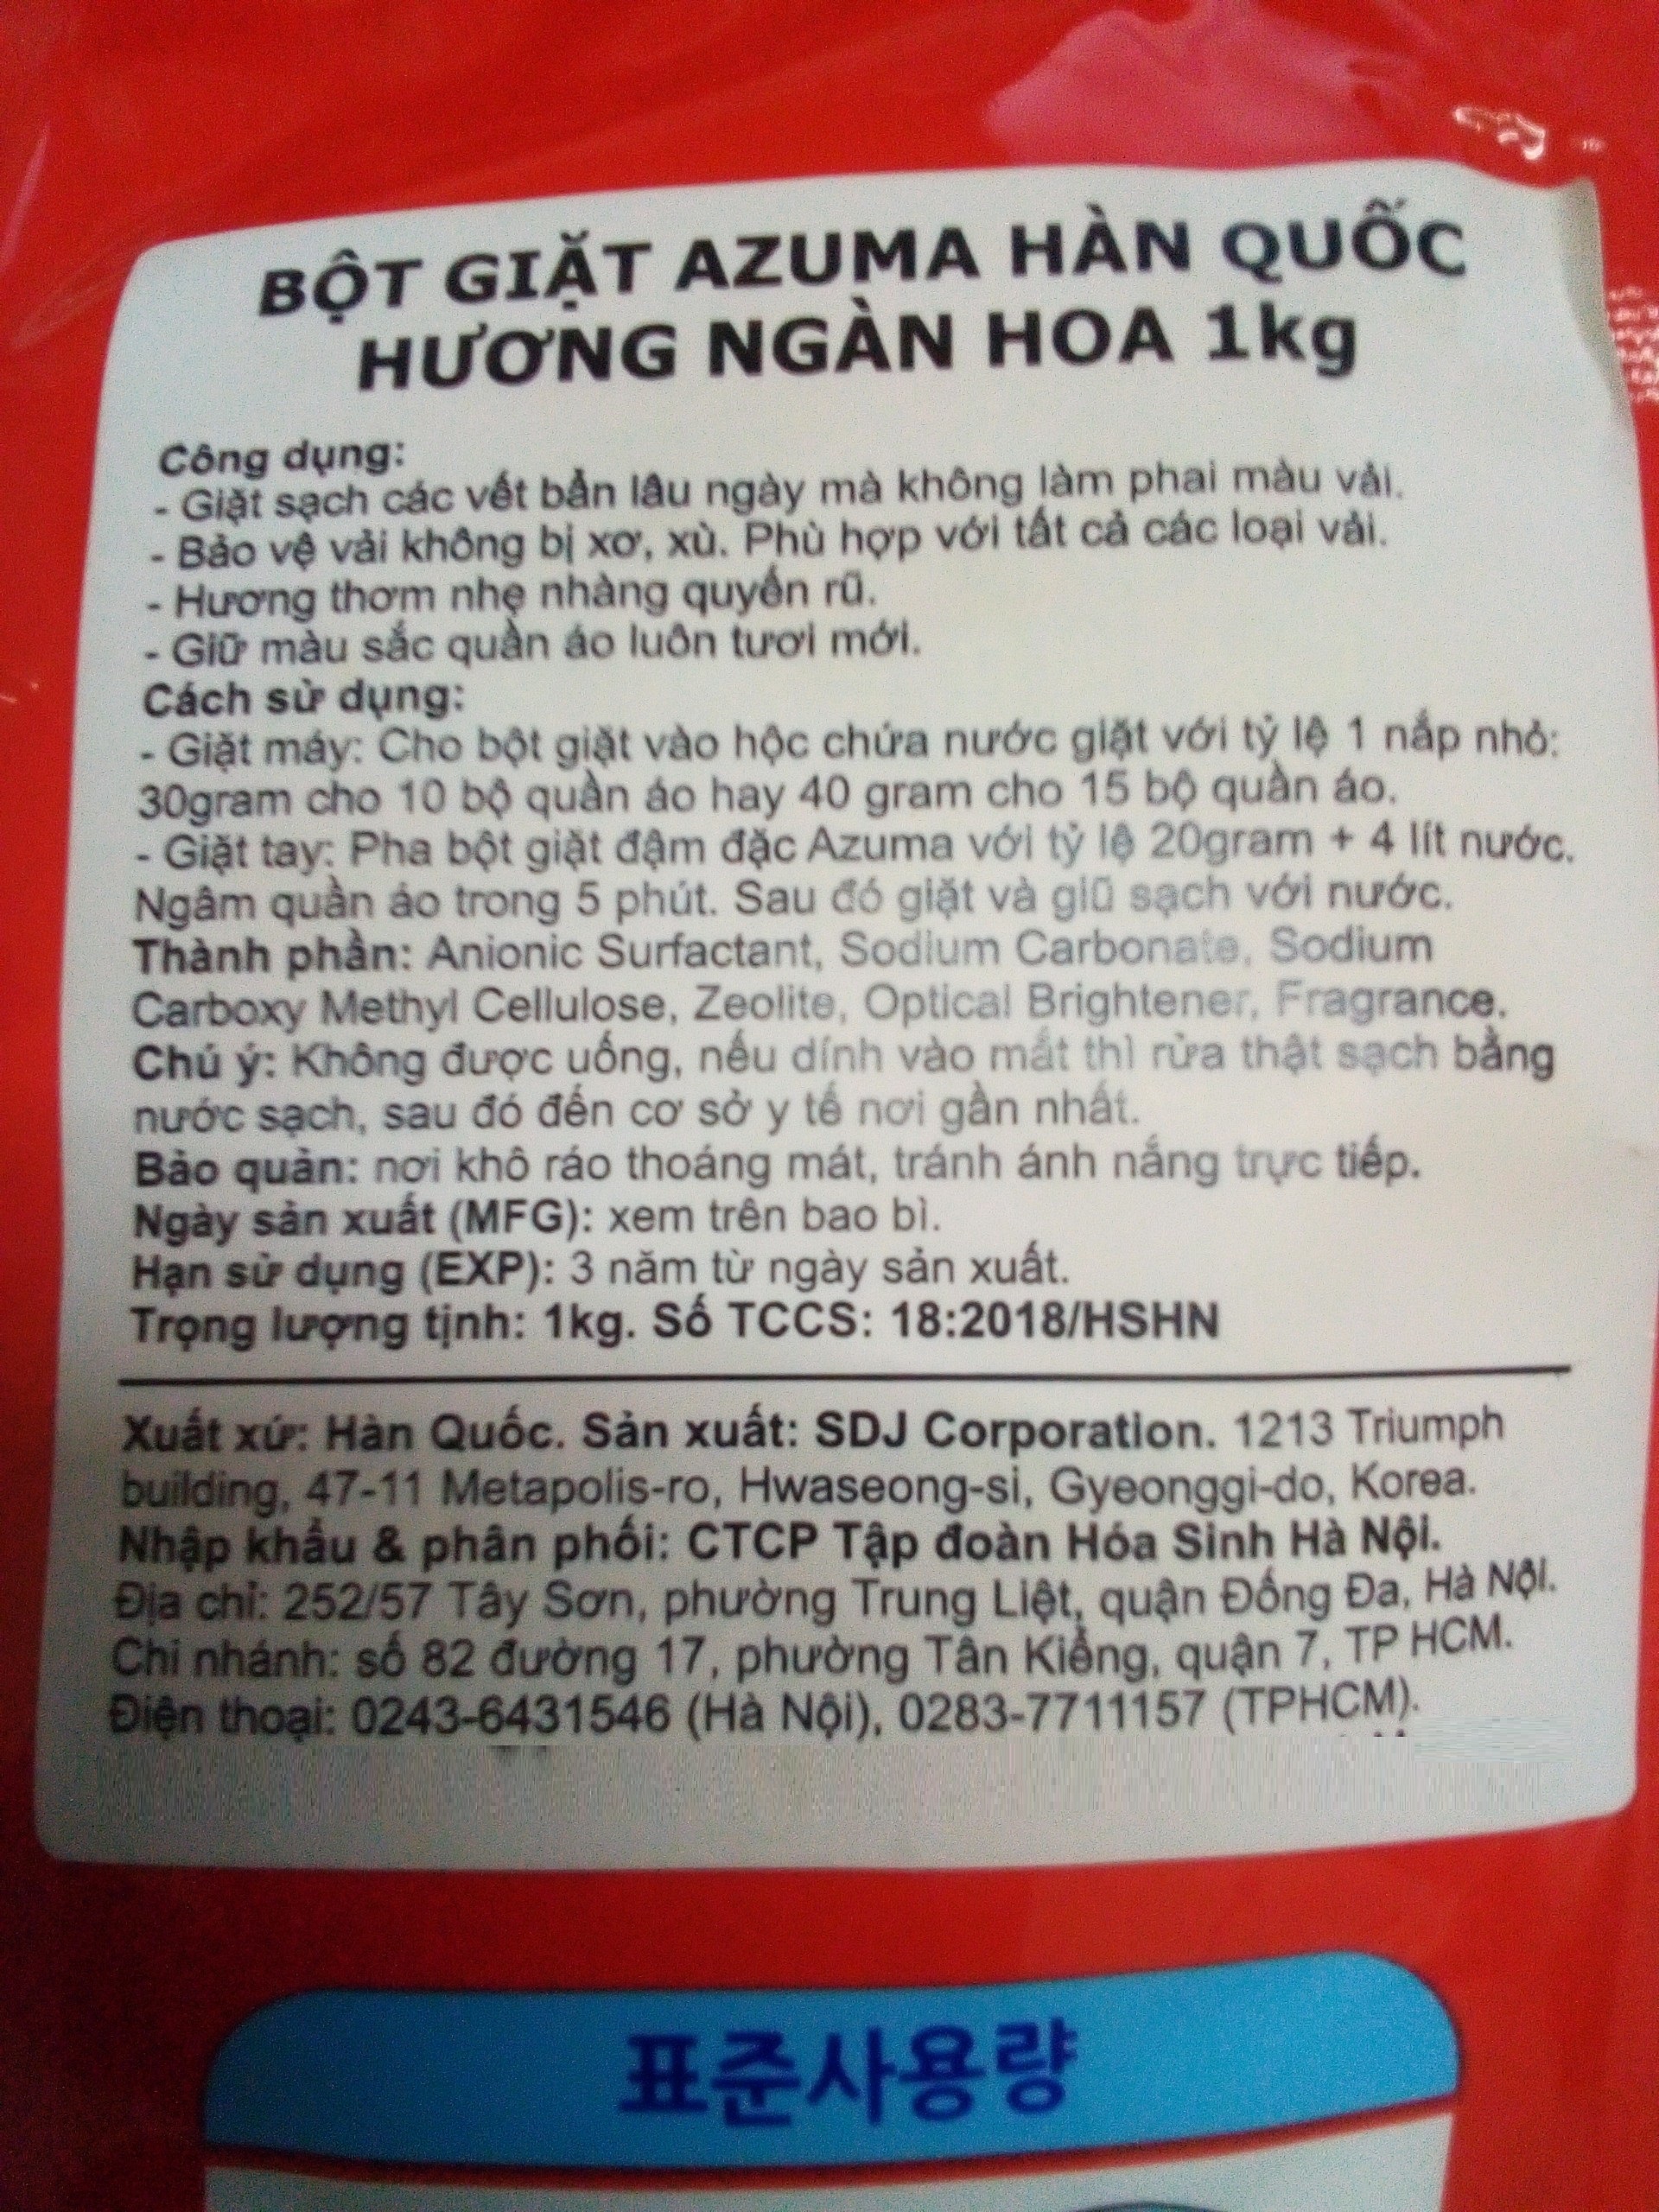 BỘT GIẶT AZUMA HÀN QUỐC
HƯƠNG NGÀN HOA 1kg
Công dụng:
- Giặt sạch các vết bẩn lâu ngày mà không làm phai màu vải.
- Bảo vệ vải không bị xơ, xù. Phù hợp với tất cả các loại vải.
- Hương thơm nhẹ nhàng quyến rũ.
- Giữ màu sắc quần áo luôn tươi mới.
Cách sử dụng:
- Giặt máy: Cho bột giặt vào hộc chứa nước giặt với tỷ lệ 1 nắp nhỏ:
30gram cho 10 bộ quần áo hay 40 gram cho 15 bộ quần áo.
- Giặt tay: Pha bột giặt đậm đặc Azuma với tỷ lệ 20gram + 4 lít nước.
Ngâm quần áo trong 5 phút. Sau đó giặt và giũ sạch với nước.
Thành phần: Anionic Surfactant, Sodium Carbonate, Sodium
Carboxy Methyl Cellulose, Zeolite, Optical Brightener, Fragrance.
Chú ý: Không được uống, nếu dính vào mắt thì rửa thật sạch bằng
nước sạch, sau đó đến cơ sở y tế nơi gần nhất.
Bảo quản: nơi khô ráo thoáng mát, tránh ánh nắng trực tiếp.
Ngày sản xuất (MFG): xem trên bao bì.
Hạn sử dụng (EXP): 3 năm từ ngày sản xuất.
Trọng lượng tịnh: 1kg. Số TCCS: 18:2018/HSHN
Xuất xứ: Hàn Quốc. Sản xuất: SDJ Corporation. 1213 Triumph
building, 47-11 Metapolis-ro, Hwaseong-si, Gyeonggi-do, Korea.
Nhập khẩu & phân phối: CTCP Tập đoàn Hóa Sinh Hà Nội.
Địa chỉ: 252/57 Tây Sơn, phường Trung Liệt, quận Đống Đa, Hà Nội.
Chi nhánh: số 82 đường 17, phường Tân Kiểng, quận 7, TP HCM.
Điện thoại: 0243-6431546 (Hà Nội), 0283-7711157 (TPHCM).
표준사용량